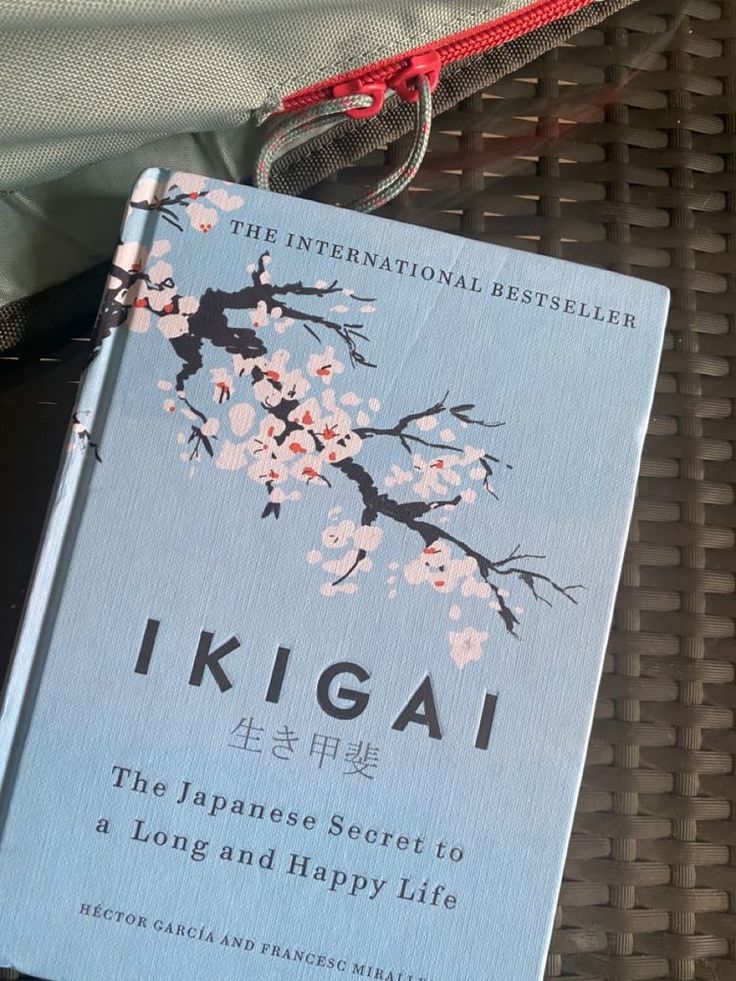 THE INTERNATIONAL BESTSELLER
IKIGAI
生き甲斐
The Japanese Secret to
a Long and Happy Life
HÉCTOR GARCÍA AND FRANCESC